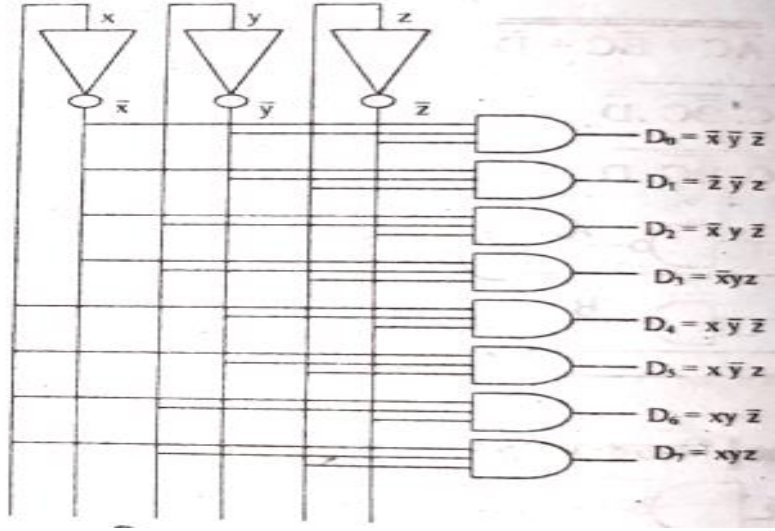 x y z
x̄ ȳ z̄
D₀ = x̄ ȳ z̄
D₁ = z̄ ȳ z
D₂ = x̄ y z̄
D₃ = x̄yz
D₄ = x ȳ z̄
D₅ = x ȳ z
D₆ = xy z̄
D₇ = xyz